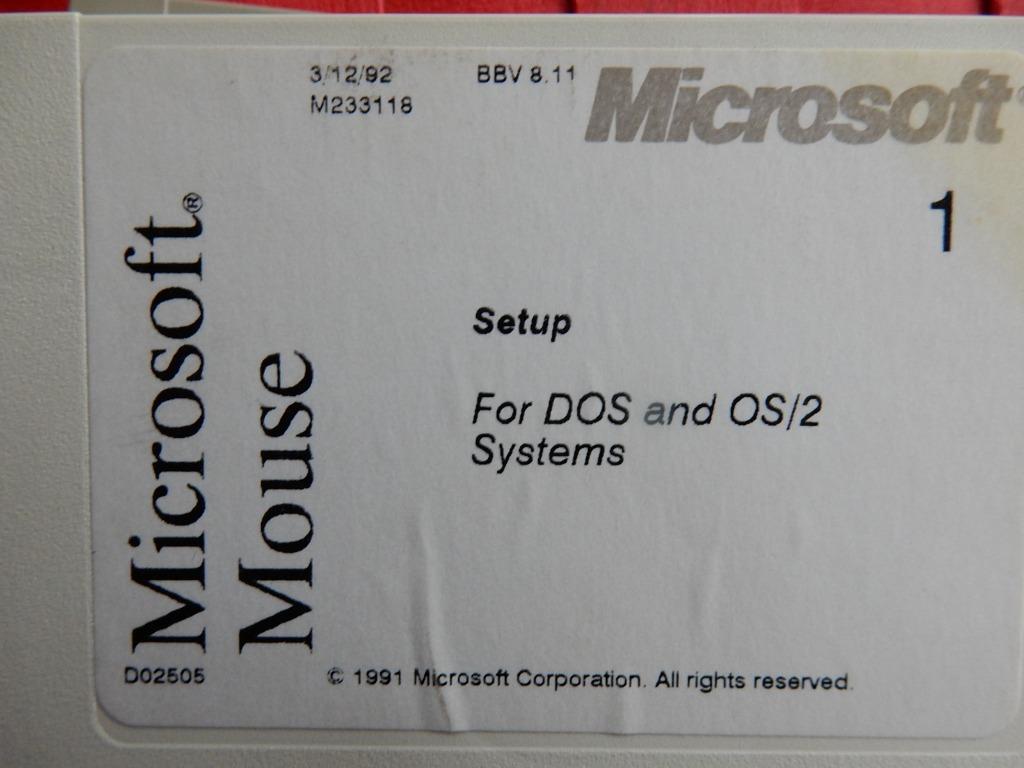 3/12/92 BBV 8.11
M233118
Microsoft
1
Microsoft®
Mouse
Setup
For DOS and OS/2
Systems
D02505
© 1991 Microsoft Corporation. All rights reserved.